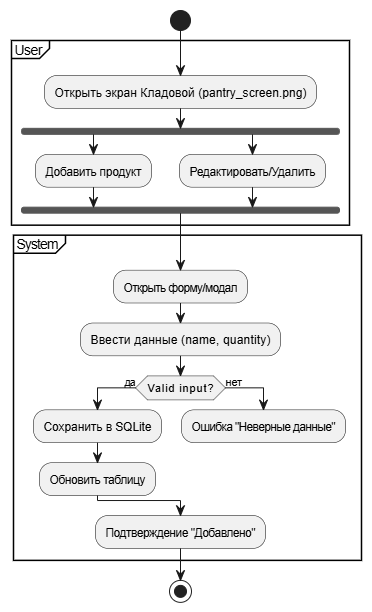 User
Открыть экран Кладовой (pantry_screen.png)
Добавить продукт
Редактировать/Удалить
System
Открыть форму/модал
Ввести данные (name, quantity)
да
Valid input?
нет
Сохранить в SQLite
Ошибка "Неверные данные"
Обновить таблицу
Подтверждение "Добавлено"